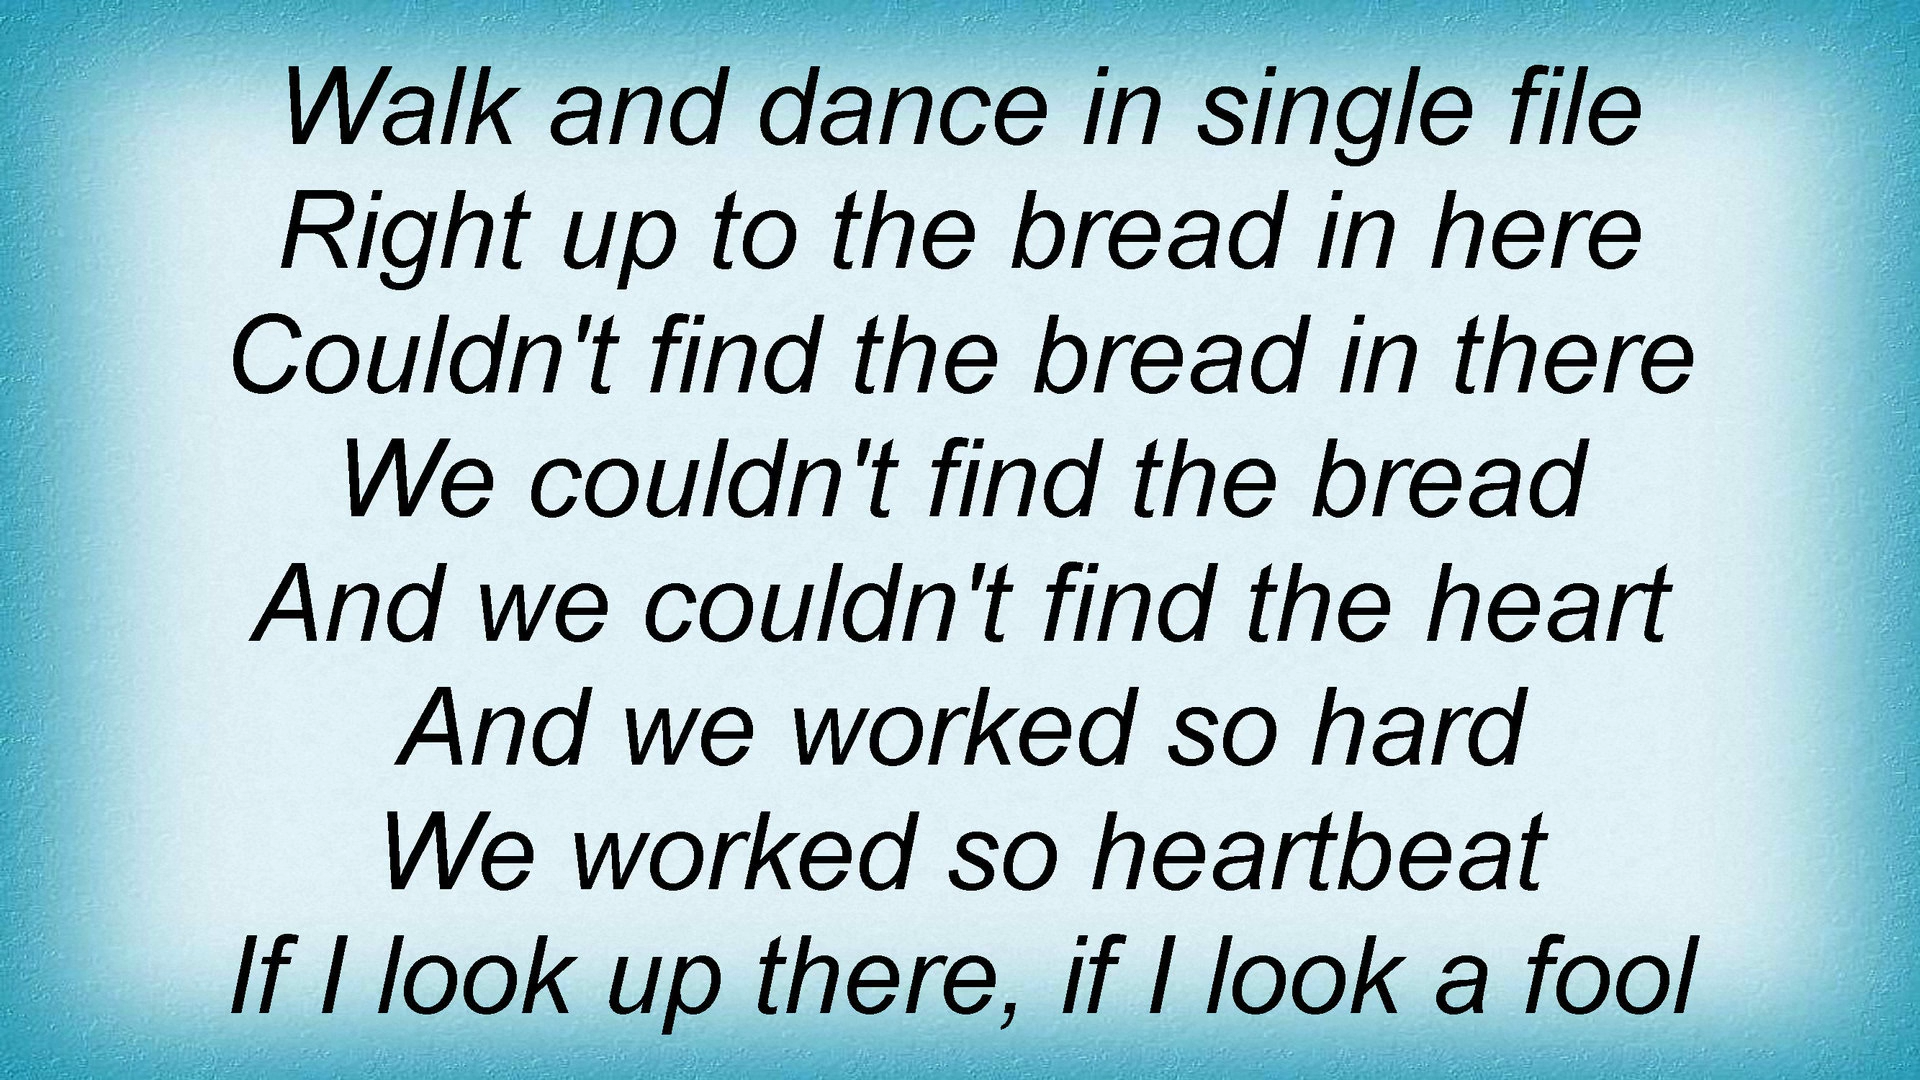 Walk and dance in single file
Right up to the bread in here
Couldn't find the bread in there
We couldn't find the bread
And we couldn't find the heart
And we worked so hard
We worked so heartbeat
If I look up there, if I look a fool